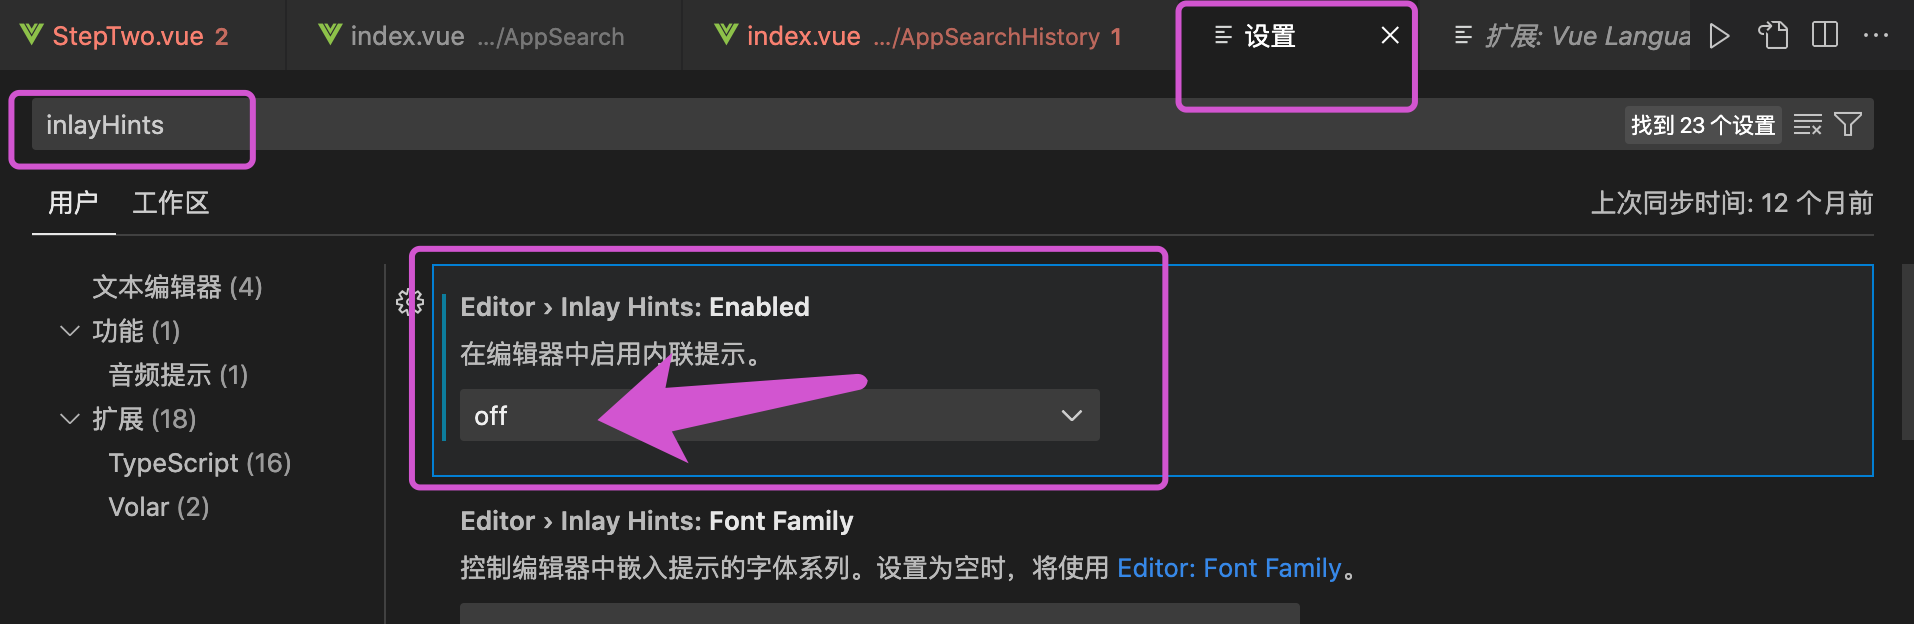 StepTwo.vue 2
index.vue .../AppSearch
index.vue .../AppSearchHistory 1
设置
扩展: Vue Langua
inlayHints
找到 23 个设置
用户
工作区
上次同步时间: 12 个月前
文本编辑器 (4)
功能 (1)
音频提示 (1)
扩展 (18)
TypeScript (16)
Volar (2)
Editor › Inlay Hints: Enabled
在编辑器中启用内联提示。
off
Editor › Inlay Hints: Font Family
控制编辑器中嵌入提示的字体系列。设置为空时，将使用 Editor: Font Family。